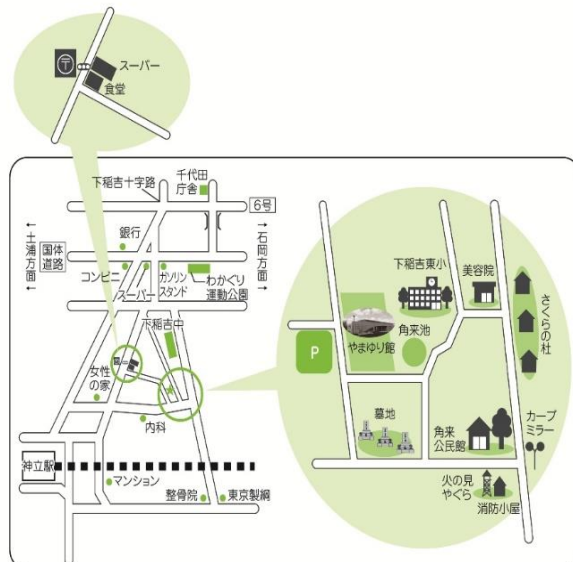 〒
スーパー
食堂
下稲吉十字路
千代田
庁舎
6号
←土浦方面→
国体
道路
銀行
コンビニ
スーパー
ガソリン
スタンド
わかぐり
運動公園
←石岡方面→
下稲吉中
女性
の家
内科
神立駅
マンション
整骨院
東京製綱
下稲吉東小
美容院
さくらの杜
やまゆり館
角来池
P
墓地
角来
公民館
カーブ
ミラー
火の見
やぐら
消防小屋